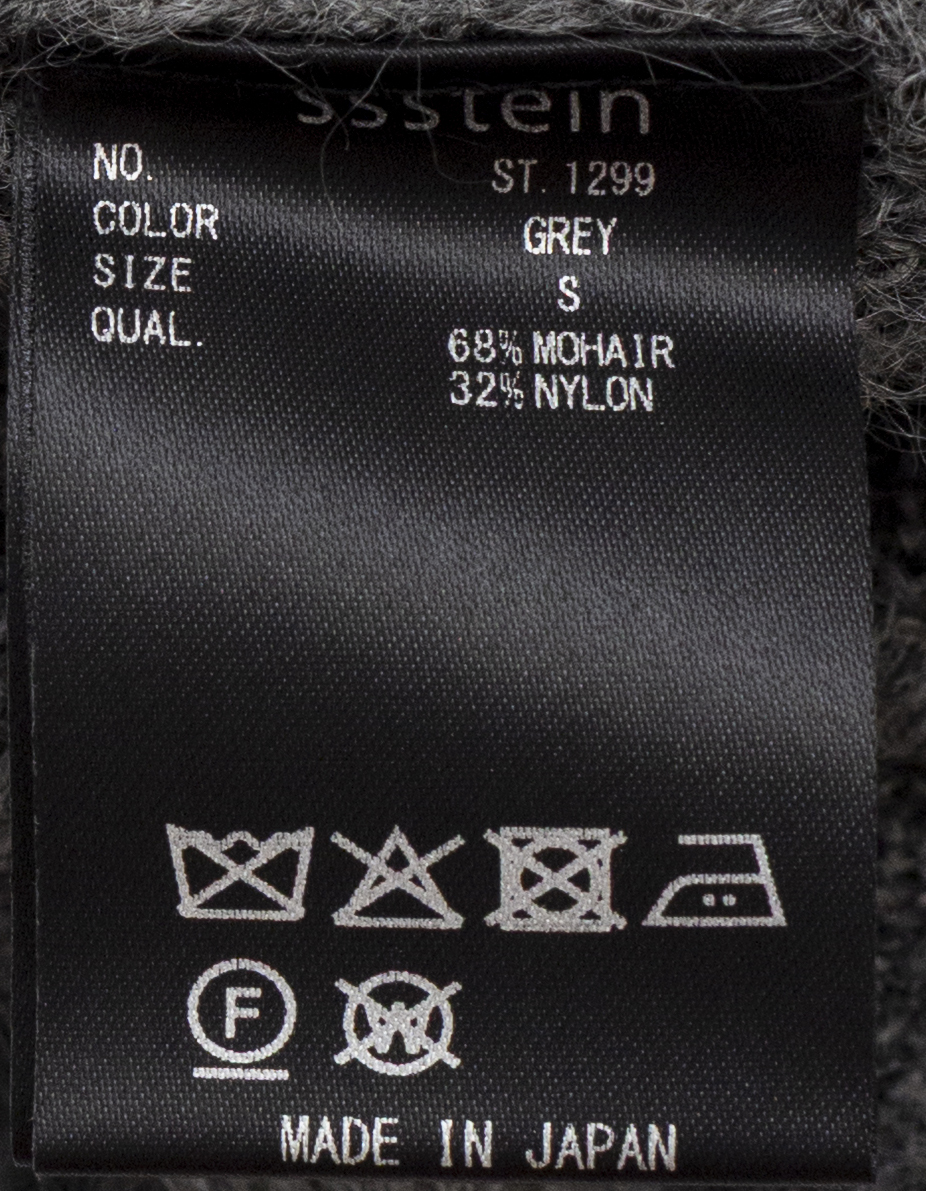 ssstein
NO. ST. 1299
COLOR GREY
SIZE S
QUAL. 68% MOHAIR
32% NYLON
F W
MADE IN JAPAN